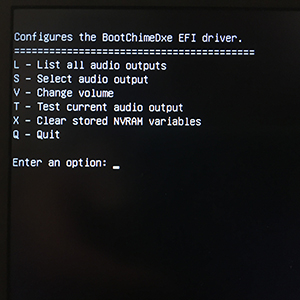 Configures the BootChimeDxe EFI driver.
========================================
L - List all audio outputs
S - Select audio output
V - Change volume
T - Test current audio output
X - Clear stored NVRAM variables
Q - Quit
Enter an option: _